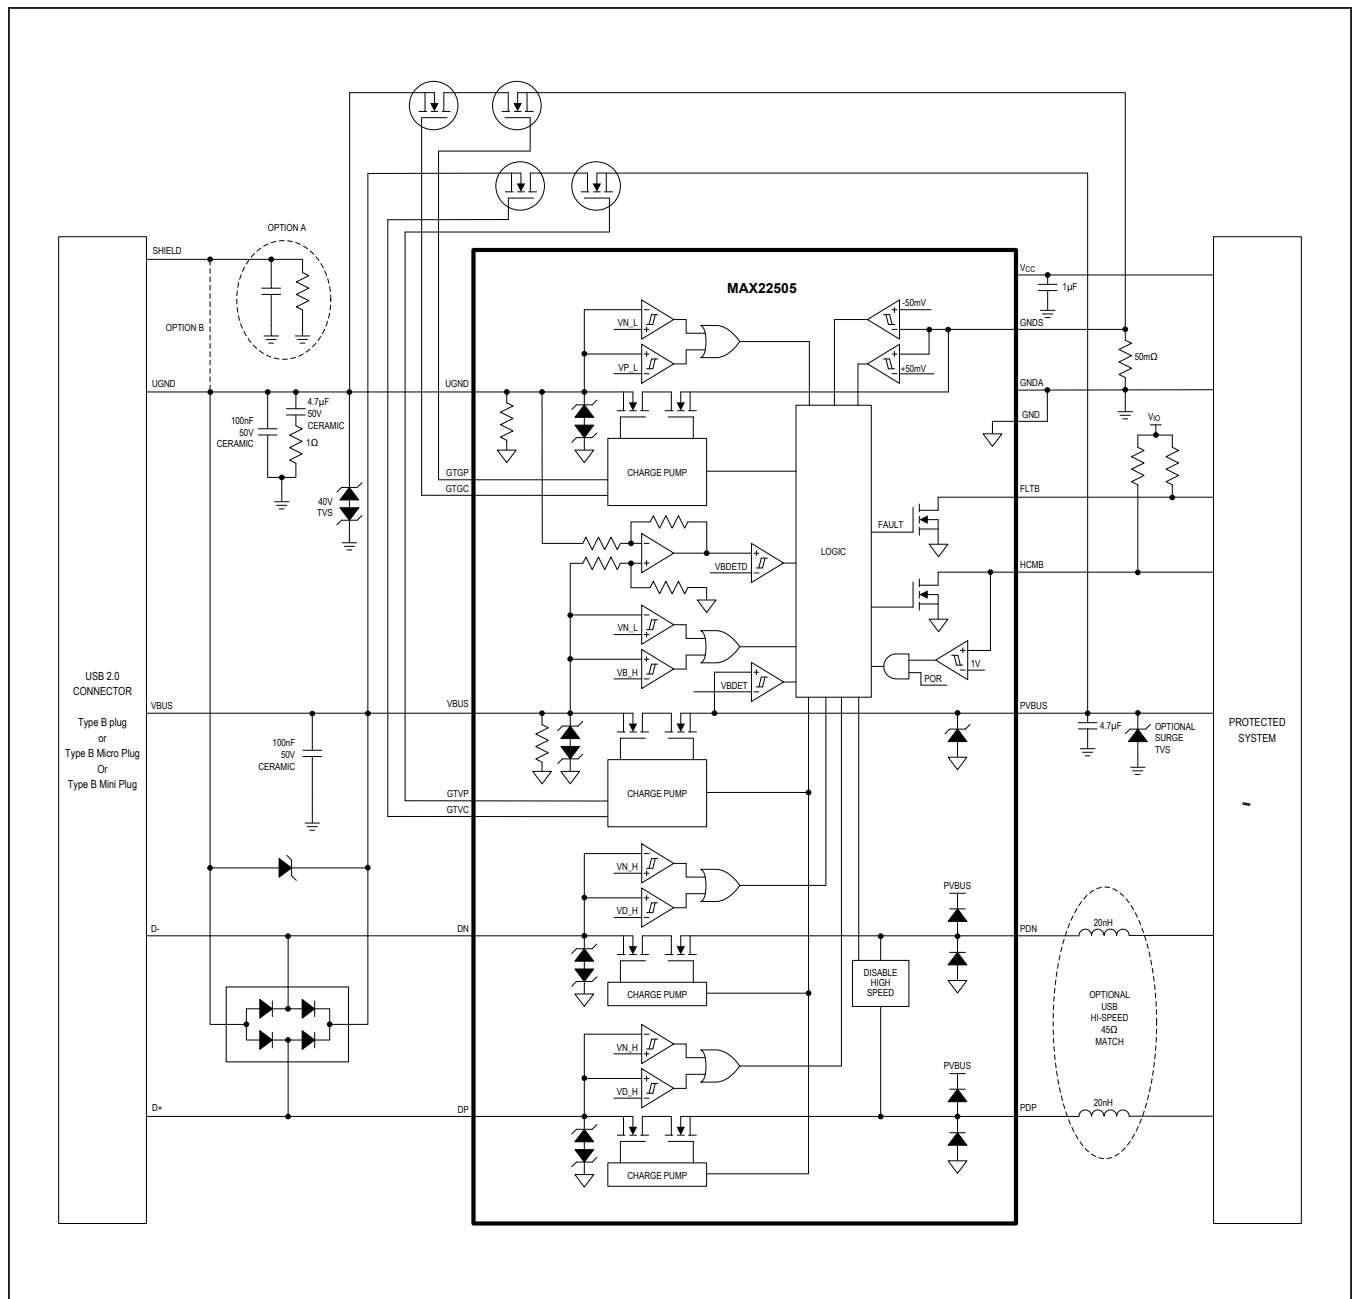 OPTION A
SHIELD
OPTION B
UGND
100nF
50V
CERAMIC
4.7µF
50V
CERAMIC
1Ω
40V
TVS
USB 2.0
CONNECTOR
Type B plug
or
Type B Micro Plug
Or
Type B Mini Plug
VBUS
100nF
50V
CERAMIC
D-
D+
MAX22505
UGND
GTGP
GTGC
VBUS
GTVP
GTVC
DN
DP
VN_L
VP_L
CHARGE PUMP
-50mV
+50mV
VBDETD
VN_L
VB_H
VBDET
CHARGE PUMP
LOGIC
FAULT
1V
POR
VN_H
VD_H
CHARGE PUMP
DISABLE
HIGH
SPEED
PVBUS
VN_H
VD_H
CHARGE PUMP
PVBUS
VCC
1µF
GNDS
50mΩ
GNDA
GND
VIO
FLTB
HCMB
PVBUS
4.7µF
OPTIONAL
SURGE
TVS
PROTECTED
SYSTEM
PDN
20nH
OPTIONAL
USB
HI-SPEED
45Ω
MATCH
PDP
20nH